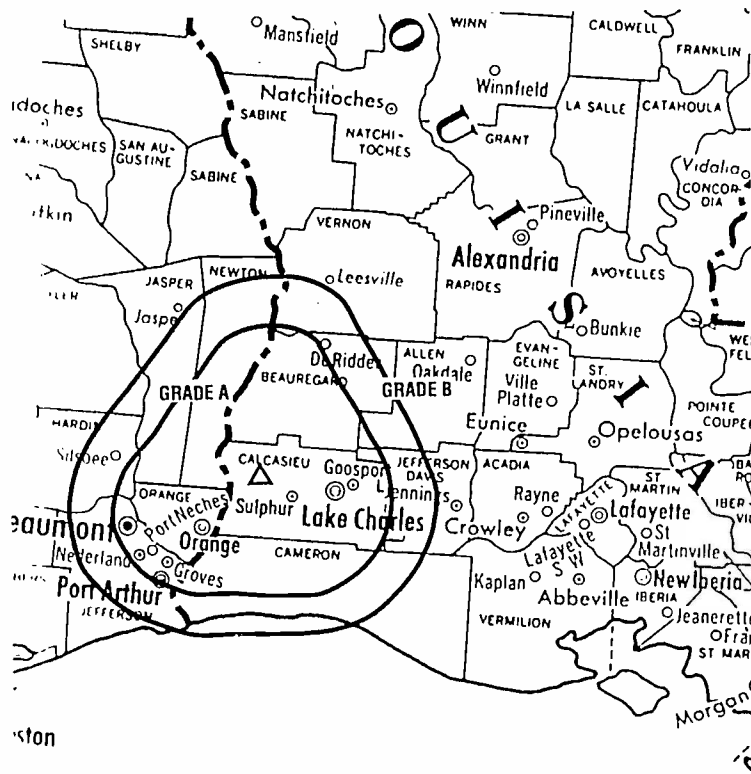 WINN
CALDWELL
FRANKLIN
Mansfield
SHELBY
O
Winnfield
Natchitoches
SABINE
LA SALLE
CATAHOULA
NATCHI-
TOCHES
U
GRANT
SAN AU-
GUSTINE
SABINE
Vidalia
CONCOR-
DIA
I
Pineville
VERNON
Alexandria
RAPIDES
AVOYELLES
JASPER
NEWTON
Leesville
S
Bunkie
DeRidder
ALLEN
Oakdale
EVAN-
GELINE
Ville
Platte
ST.
LANDRY
I
BEAUREGARD
GRADE A
GRADE B
POINTE
COUPEE
HARDIN
Silsbee
Eunice
Opelousas
CALCASIEU
Goosport
JEFFERSON
DAVIS
ACADIA
ST
MARTIN
A
ORANGE
Sulphur
Lake Charles
Jennings
Rayne
Crowley
LAFAYETTE
Lafayette
St
Martinville
Port Neches
Orange
Nederland
Groves
CAMERON
Lafayette
S W
Kaplan
Abbeville
New Iberia
IBERIA
Port Arthur
JEFFERSON
VERMILION
Jeanerette
ST MAR
Morgan